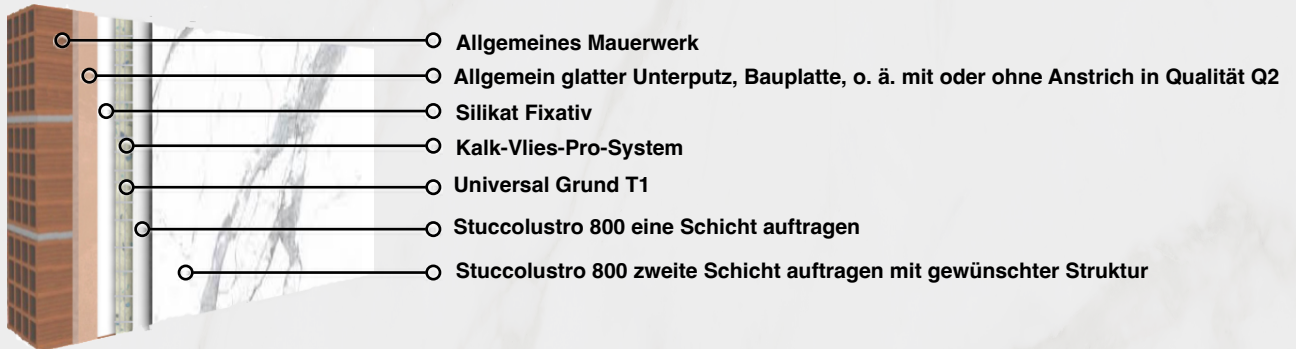 Allgemeines Mauerwerk
Allgemein glatter Unterputz, Bauplatte, o. ä. mit oder ohne Anstrich in Qualität Q2
Silikat Fixativ
Kalk-Vlies-Pro-System
Universal Grund T1
Stuccolustro 800 eine Schicht auftragen
Stuccolustro 800 zweite Schicht auftragen mit gewünschter Struktur